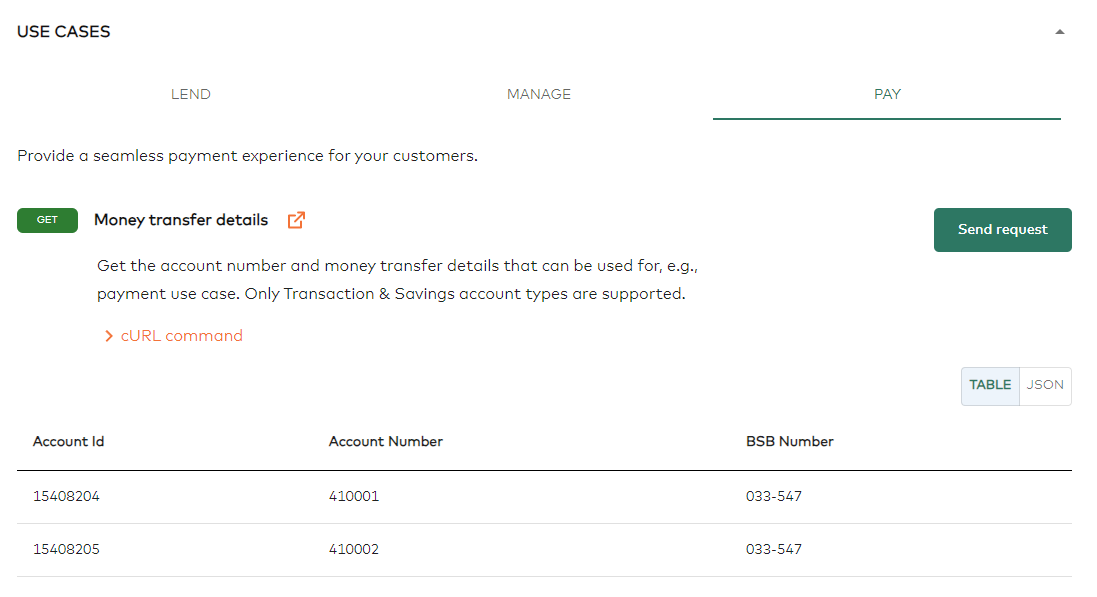 USE CASES
LEND MANAGE PAY
Provide a seamless payment experience for your customers.
GET Money transfer details Send request
Get the account number and money transfer details that can be used for, e.g.,
payment use case. Only Transaction & Savings account types are supported.
cURL command
TABLE JSON
Account Id Account Number BSB Number
15408204 410001 033-547
15408205 410002 033-547